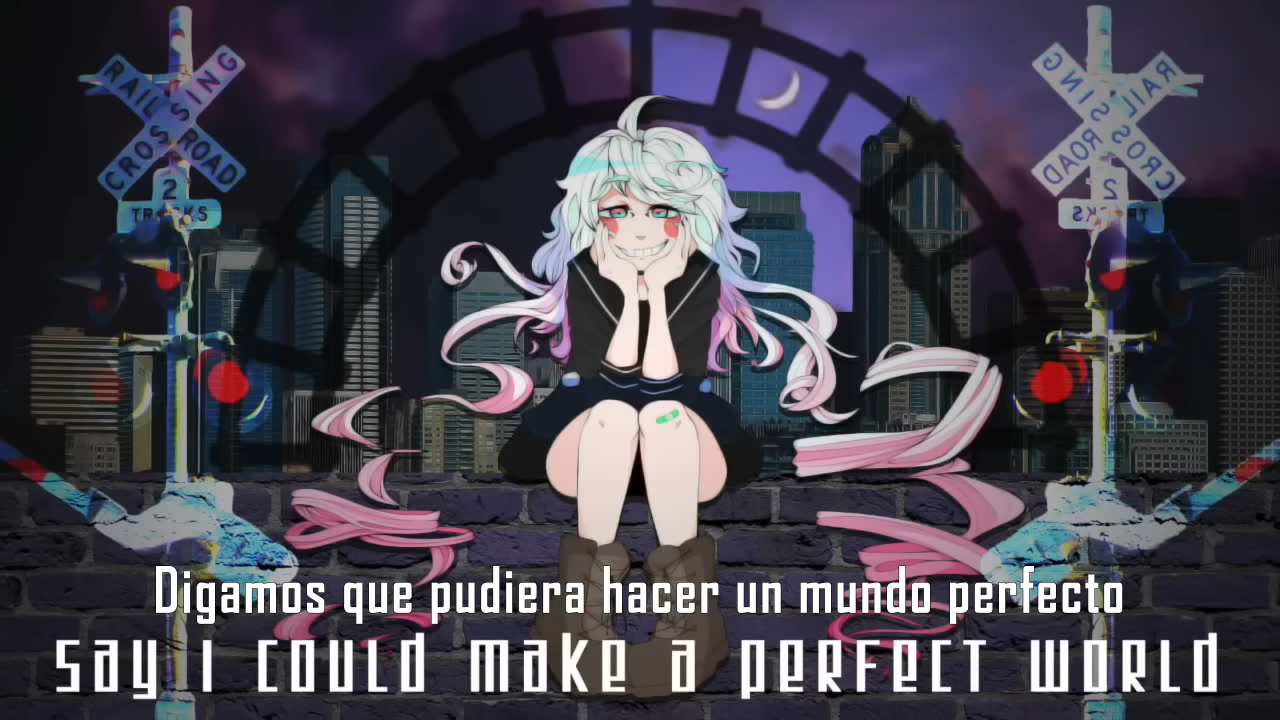 RAIL CROSSING ROAD
2
TRACKS
RAIL CROSSING ROAD
2
Digamos que pudiera hacer un mundo perfecto
say I could make a perfect world